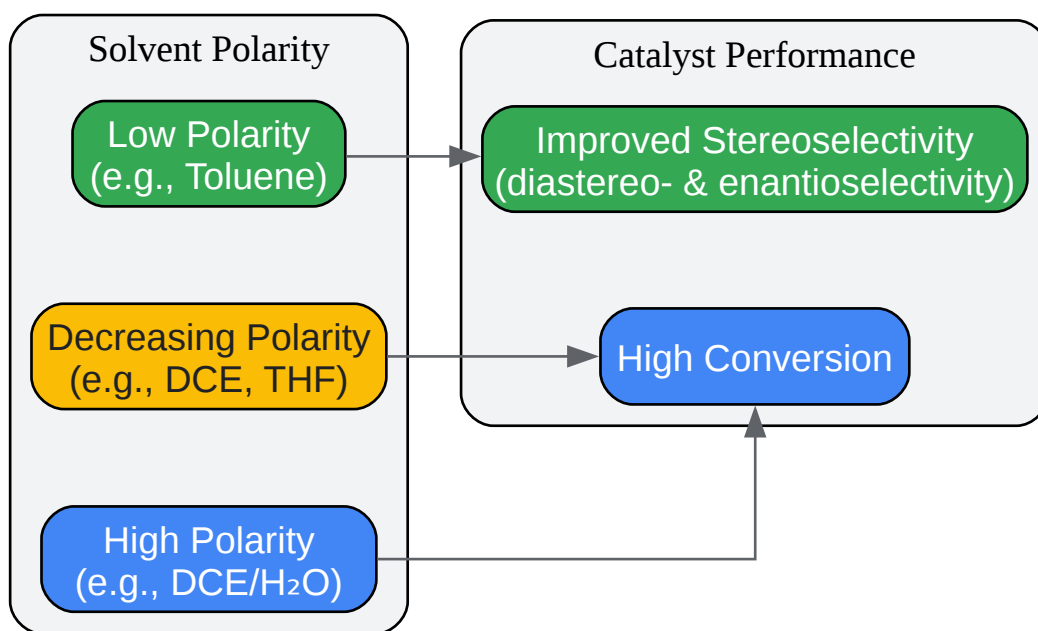 Solvent Polarity
Low Polarity
(e.g., Toluene)
Decreasing Polarity
(e.g., DCE, THF)
High Polarity
(e.g., DCE/H₂O)
Catalyst Performance
Improved Stereoselectivity
(diastereo- & enantioselectivity)
High Conversion